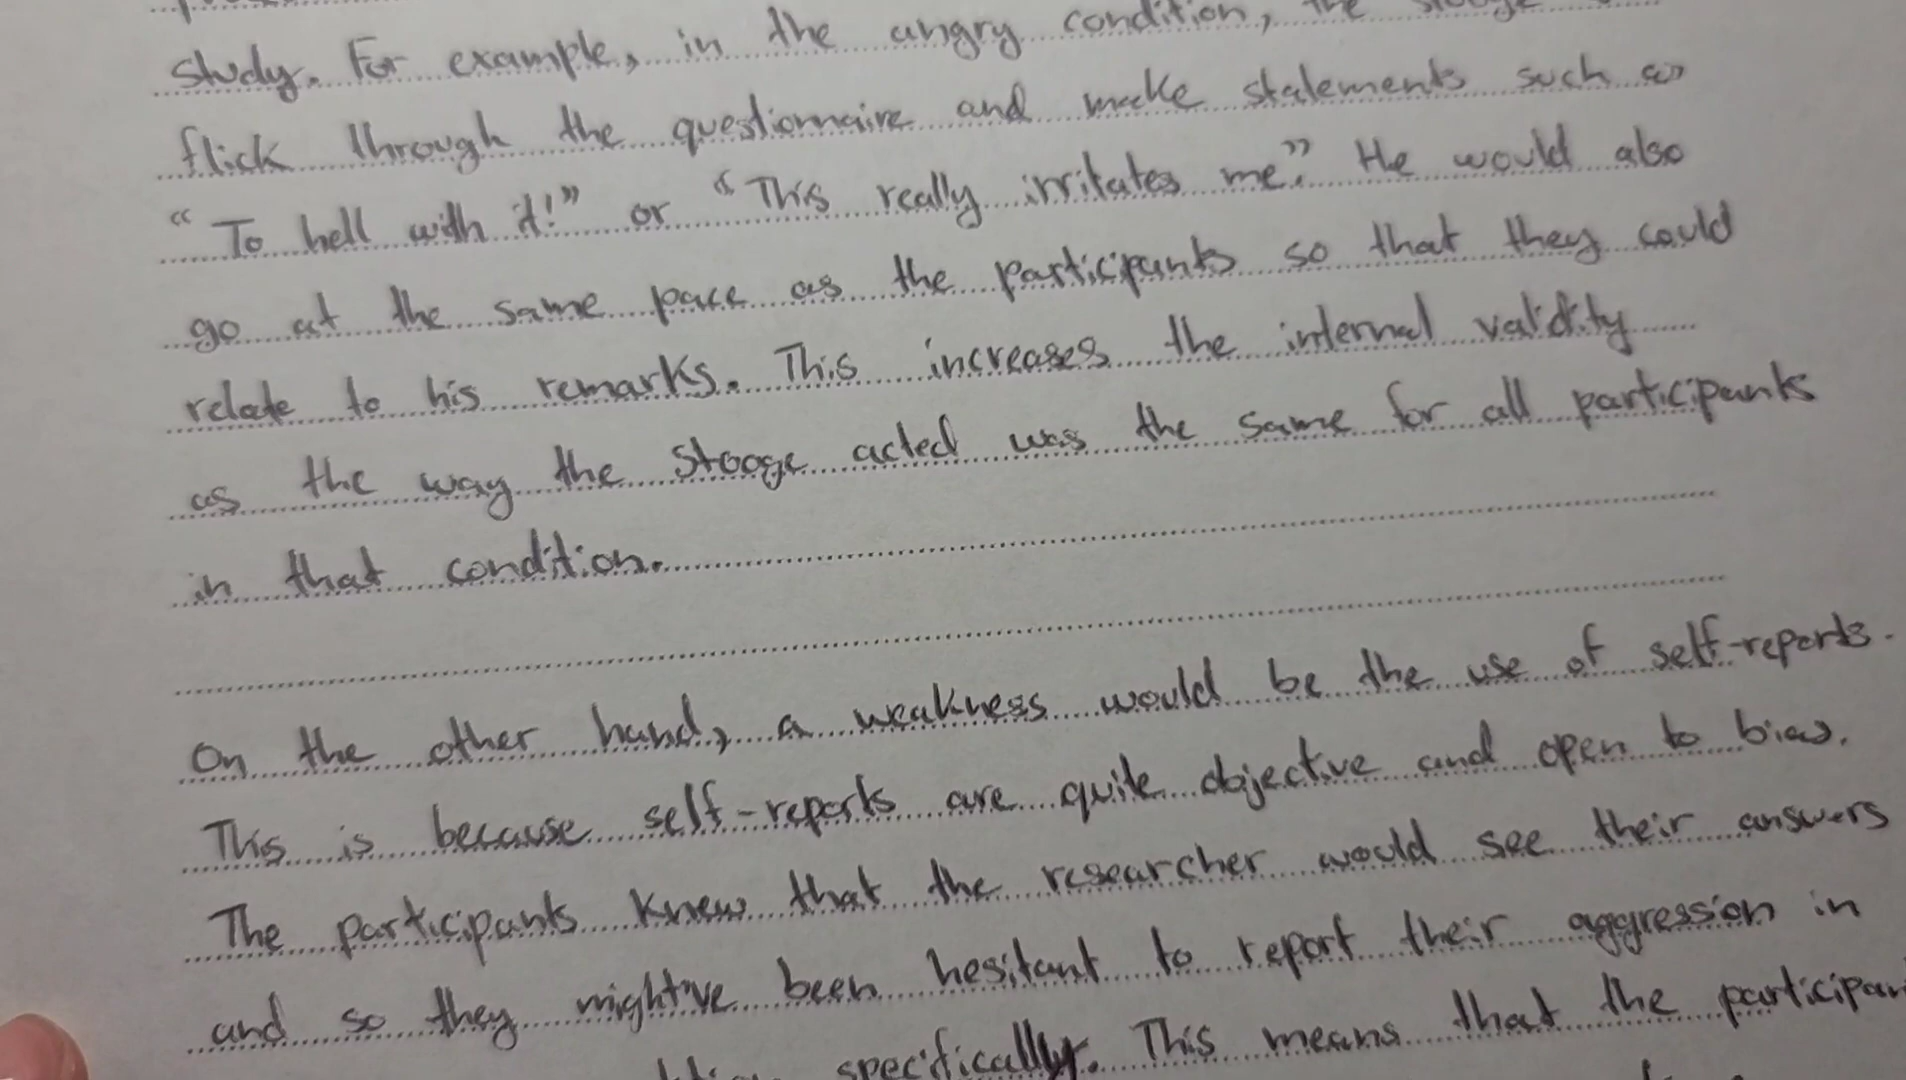 study. For example, in the angry condition, the stooge
flick through the questionnaire and make statements such as
"To hell with it!" or "This really irritates me". He would also
go at the same pace as the participants so that they could
relate to his remarks. This increases the internal validity
as the way the stooge acted was the same for all participants
in that condition.
On the other hand, a weakness would be the use of self-reports.
This is because self-reports are quite objective and open to bias.
The participants knew that the researcher would see their answers
and so they might've been hesitant to report their aggression in
specifically. This means that the participan